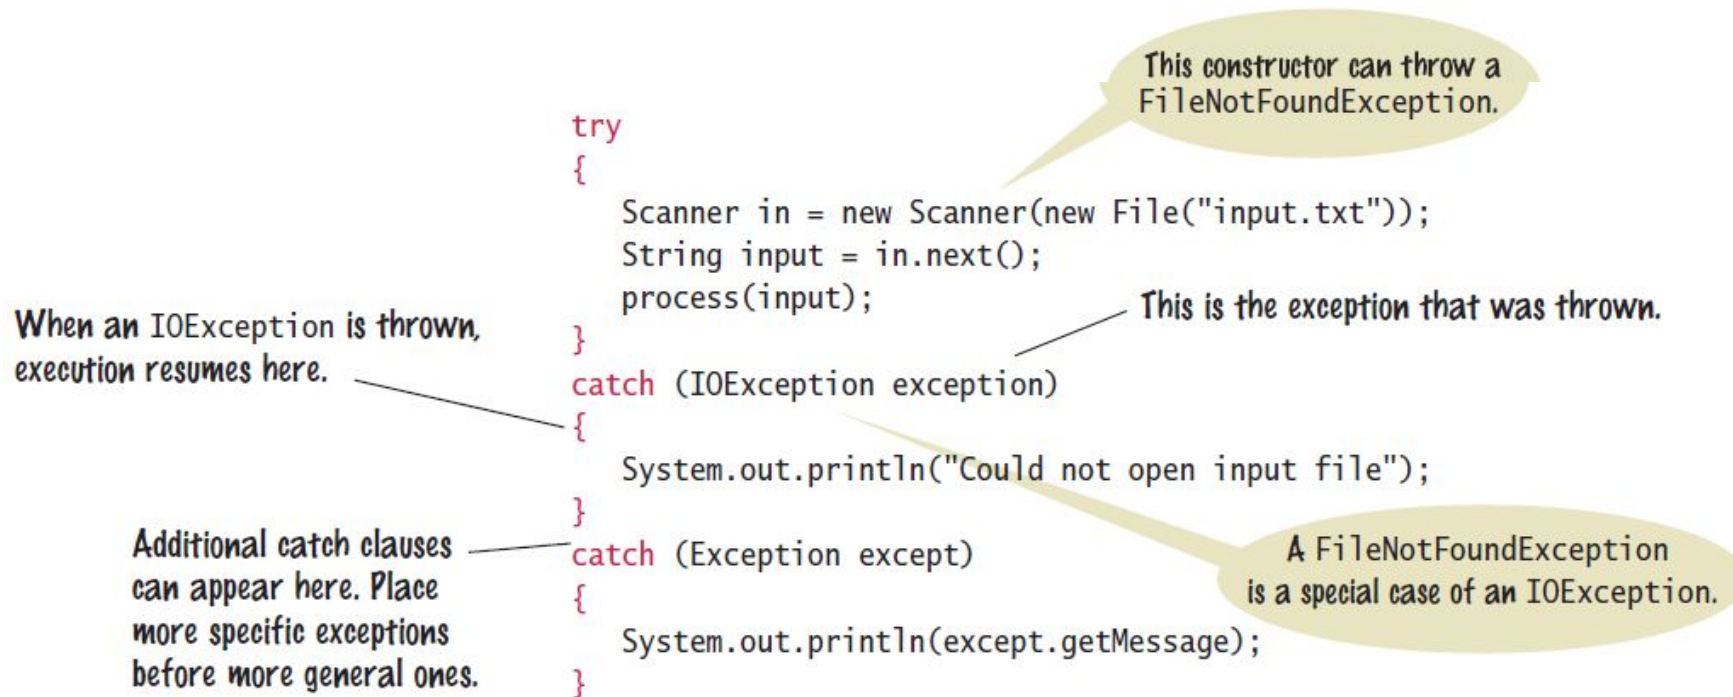 This constructor can throw a
FileNotFoundException.
try
{
Scanner in = new Scanner(new File("input.txt"));
String input = in.next();
process(input);
}
This is the exception that was thrown.
When an IOException is thrown,
execution resumes here.
catch (IOException exception)
{
System.out.println("Could not open input file");
}
A FileNotFoundException
is a special case of an IOException.
Additional catch clauses
can appear here. Place
more specific exceptions
before more general ones.
catch (Exception except)
{
System.out.println(except.getMessage);
}